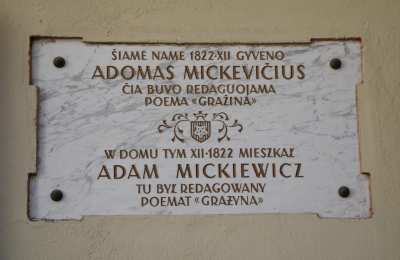 ŠIAME NAME 1822·XII GYVENO
ADOMAS MICKEVIČIUS
ČIA BUVO REDAGUOJAMA
POEMA «GRAŽINA»
W DOMU TYM XII·1822 MIESZKAŁ
ADAM MICKIEWICZ
TU BYŁ REDAGOWANY
POEMAT «GRAŻYNA»